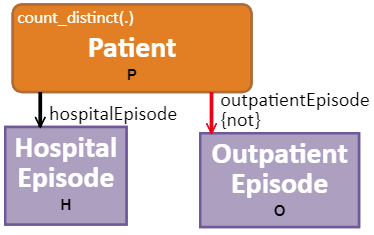 count_distinct(.)
Patient
P
hospitalEpisode
outpatientEpisode
{not}
Hospital
Episode
H
Outpatient
Episode
O